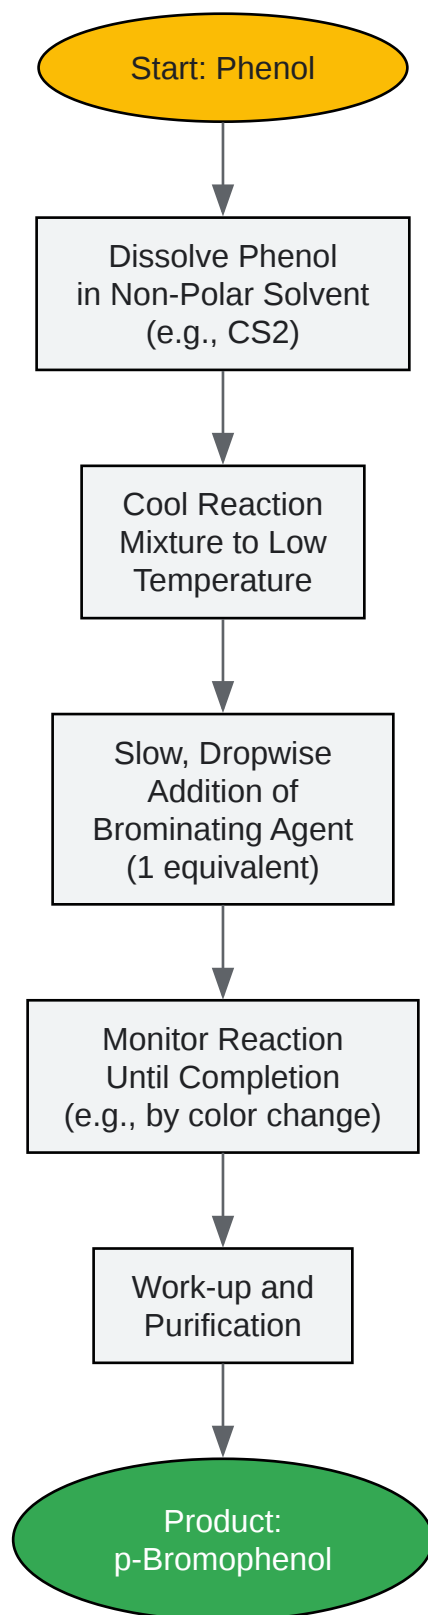 Start: Phenol
Dissolve Phenol
in Non-Polar Solvent
(e.g., CS2)
Cool Reaction
Mixture to Low
Temperature
Slow, Dropwise
Addition of
Brominating Agent
(1 equivalent)
Monitor Reaction
Until Completion
(e.g., by color change)
Work-up and
Purification
Product:
p-Bromophenol